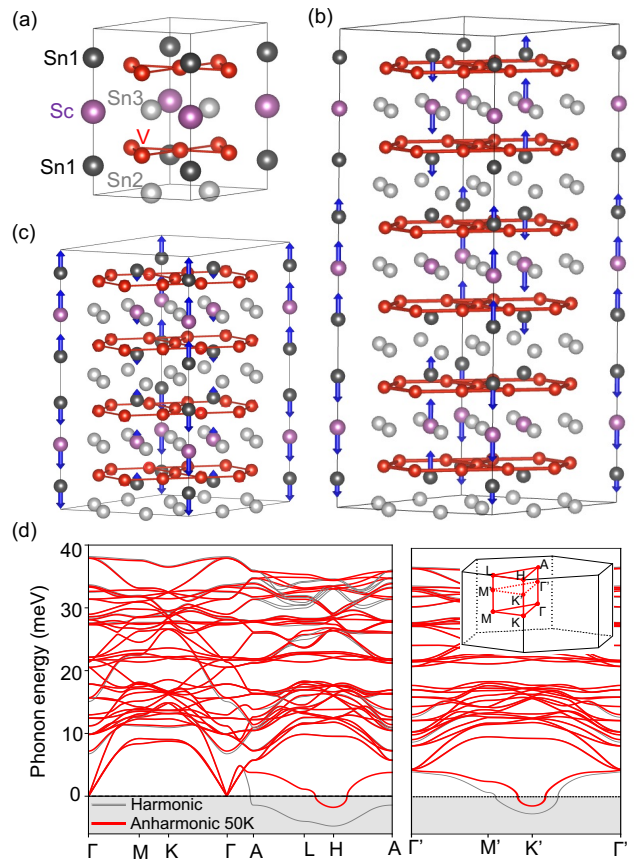 (a)
(b)
Sn1
Sn3
Sc
V
Sn1
Sn2
(c)
(d)
40
30
20
10
0
Phonon energy (meV)
Harmonic
Anharmonic 50K
Γ M K Γ A L H A
L H A
M' K' Γ'
M K Γ
Γ' M' K' Γ'